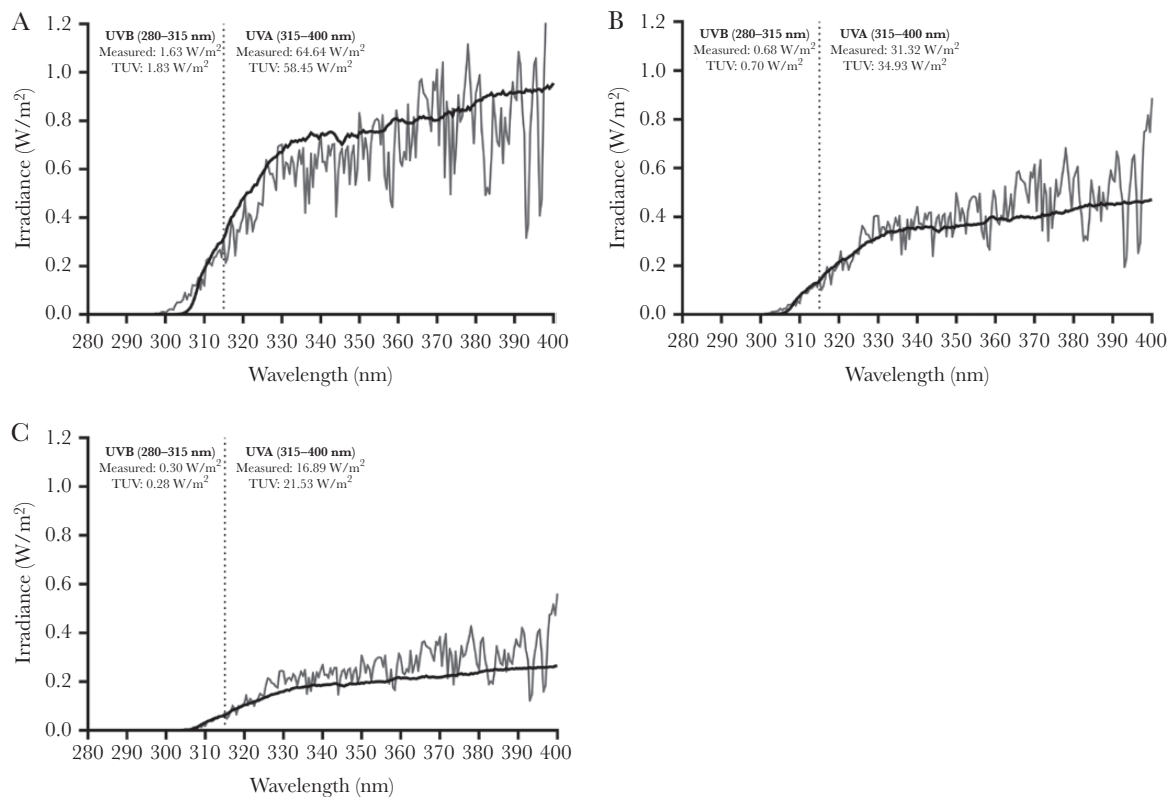 A
UVB (280–315 nm) UVA (315–400 nm)
Measured: 1.63 W/m² Measured: 64.64 W/m²
TUV: 1.83 W/m² TUV: 58.45 W/m²
1.2
1.0
0.8
0.6
0.4
0.2
0.0
Irradiance (W/m²)
280 290 300 310 320 330 340 350 360 370 380 390 400
Wavelength (nm)
B
UVB (280–315 nm) UVA (315–400 nm)
Measured: 0.68 W/m² Measured: 31.32 W/m²
TUV: 0.70 W/m² TUV: 34.93 W/m²
1.2
1.0
0.8
0.6
0.4
0.2
0.0
Irradiance (W/m²)
280 290 300 310 320 330 340 350 360 370 380 390 400
Wavelength (nm)
C
UVB (280–315 nm) UVA (315–400 nm)
Measured: 0.30 W/m² Measured: 16.89 W/m²
TUV: 0.28 W/m² TUV: 21.53 W/m²
1.2
1.0
0.8
0.6
0.4
0.2
0.0
Irradiance (W/m²)
280 290 300 310 320 330 340 350 360 370 380 390 400
Wavelength (nm)